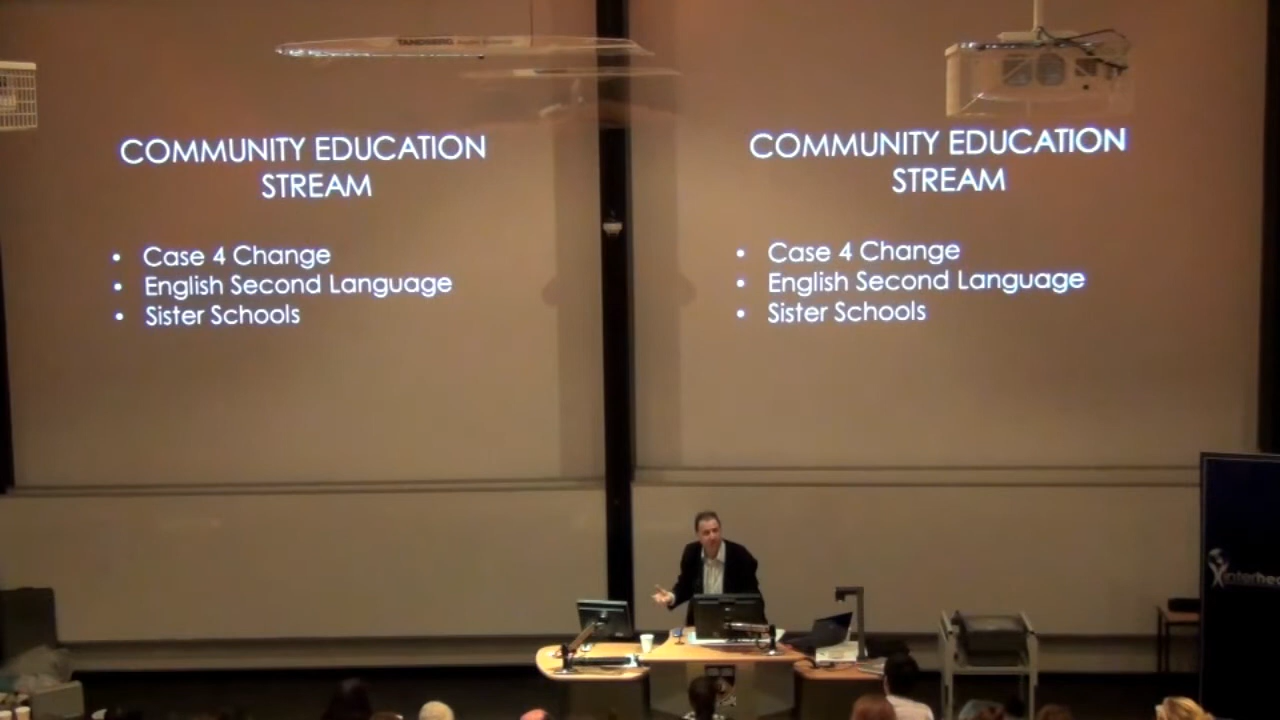 TANDBERG
COMMUNITY EDUCATION
STREAM
• Case 4 Change
• English Second Language
• Sister Schools
COMMUNITY EDUCATION
STREAM
• Case 4 Change
• English Second Language
• Sister Schools